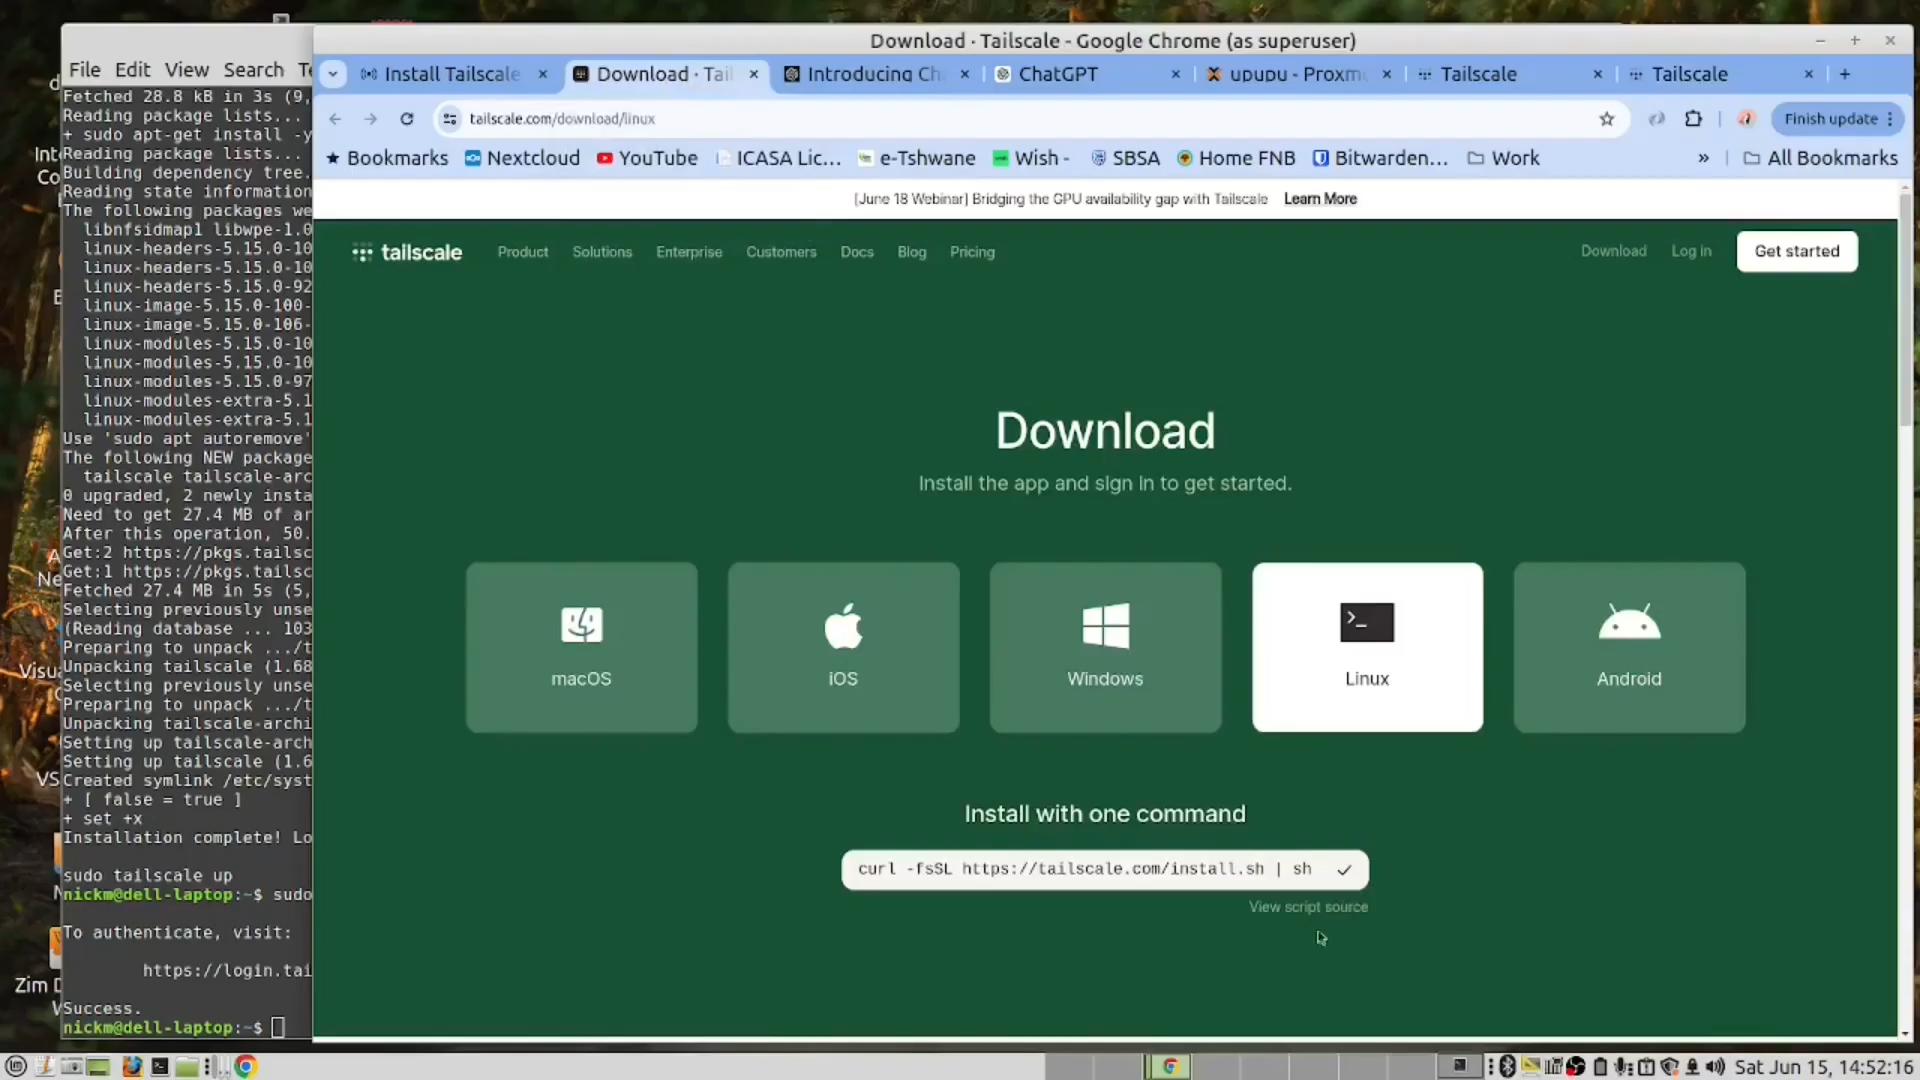 Download · Tailscale - Google Chrome (as superuser)
File Edit View Search
Install Tailscale
Download · Tail
Introducing Ch
ChatGPT
upupu - Proxm
Tailscale
Tailscale
tailscale.com/download/linux
Finish update
Bookmarks
Nextcloud
YouTube
ICASA Lic...
e-Tshwane
Wish -
SBSA
Home FNB
Bitwarden...
Work
All Bookmarks
[June 18 Webinar] Bridging the GPU availability gap with Tailscale Learn More
tailscale
Product Solutions Enterprise Customers Docs Blog Pricing
Download Log in Get started
Download
Install the app and sign in to get started.
macOS
iOS
Windows
Linux
Android
Install with one command
curl -fsSL https://tailscale.com/install.sh | sh
View script source
Fetched 28.8 kB in 3s (9,
Reading package lists...
+ sudo apt-get install -y
Reading package lists...
Building dependency tree.
Reading state information
The following packages we
libnfsidmap1 libwpe-1.0
linux-headers-5.15.0-10
linux-headers-5.15.0-10
linux-headers-5.15.0-92
linux-image-5.15.0-100-
linux-image-5.15.0-106-
linux-modules-5.15.0-10
linux-modules-5.15.0-10
linux-modules-5.15.0-97
linux-modules-extra-5.1
linux-modules-extra-5.1
Use 'sudo apt autoremove'
The following NEW package
tailscale tailscale-arc
0 upgraded, 2 newly insta
Need to get 27.4 MB of ar
After this operation, 50.
Get:2 https://pkgs.tailsc
Get:1 https://pkgs.tailsc
Fetched 27.4 MB in 5s (5,
Selecting previously unse
(Reading database ... 103
Preparing to unpack .../t
Unpacking tailscale (1.68
Selecting previously unse
Preparing to unpack .../t
Unpacking tailscale-archi
Setting up tailscale-arch
Setting up tailscale (1.6
Created symlink /etc/syst
+ [ false = true ]
+ set +x
Installation complete! Lo
sudo tailscale up
nickm@dell-laptop:~$ sudo
To authenticate, visit:
https://login.tai
Success.
nickm@dell-laptop:~$
Sat Jun 15, 14:52:16